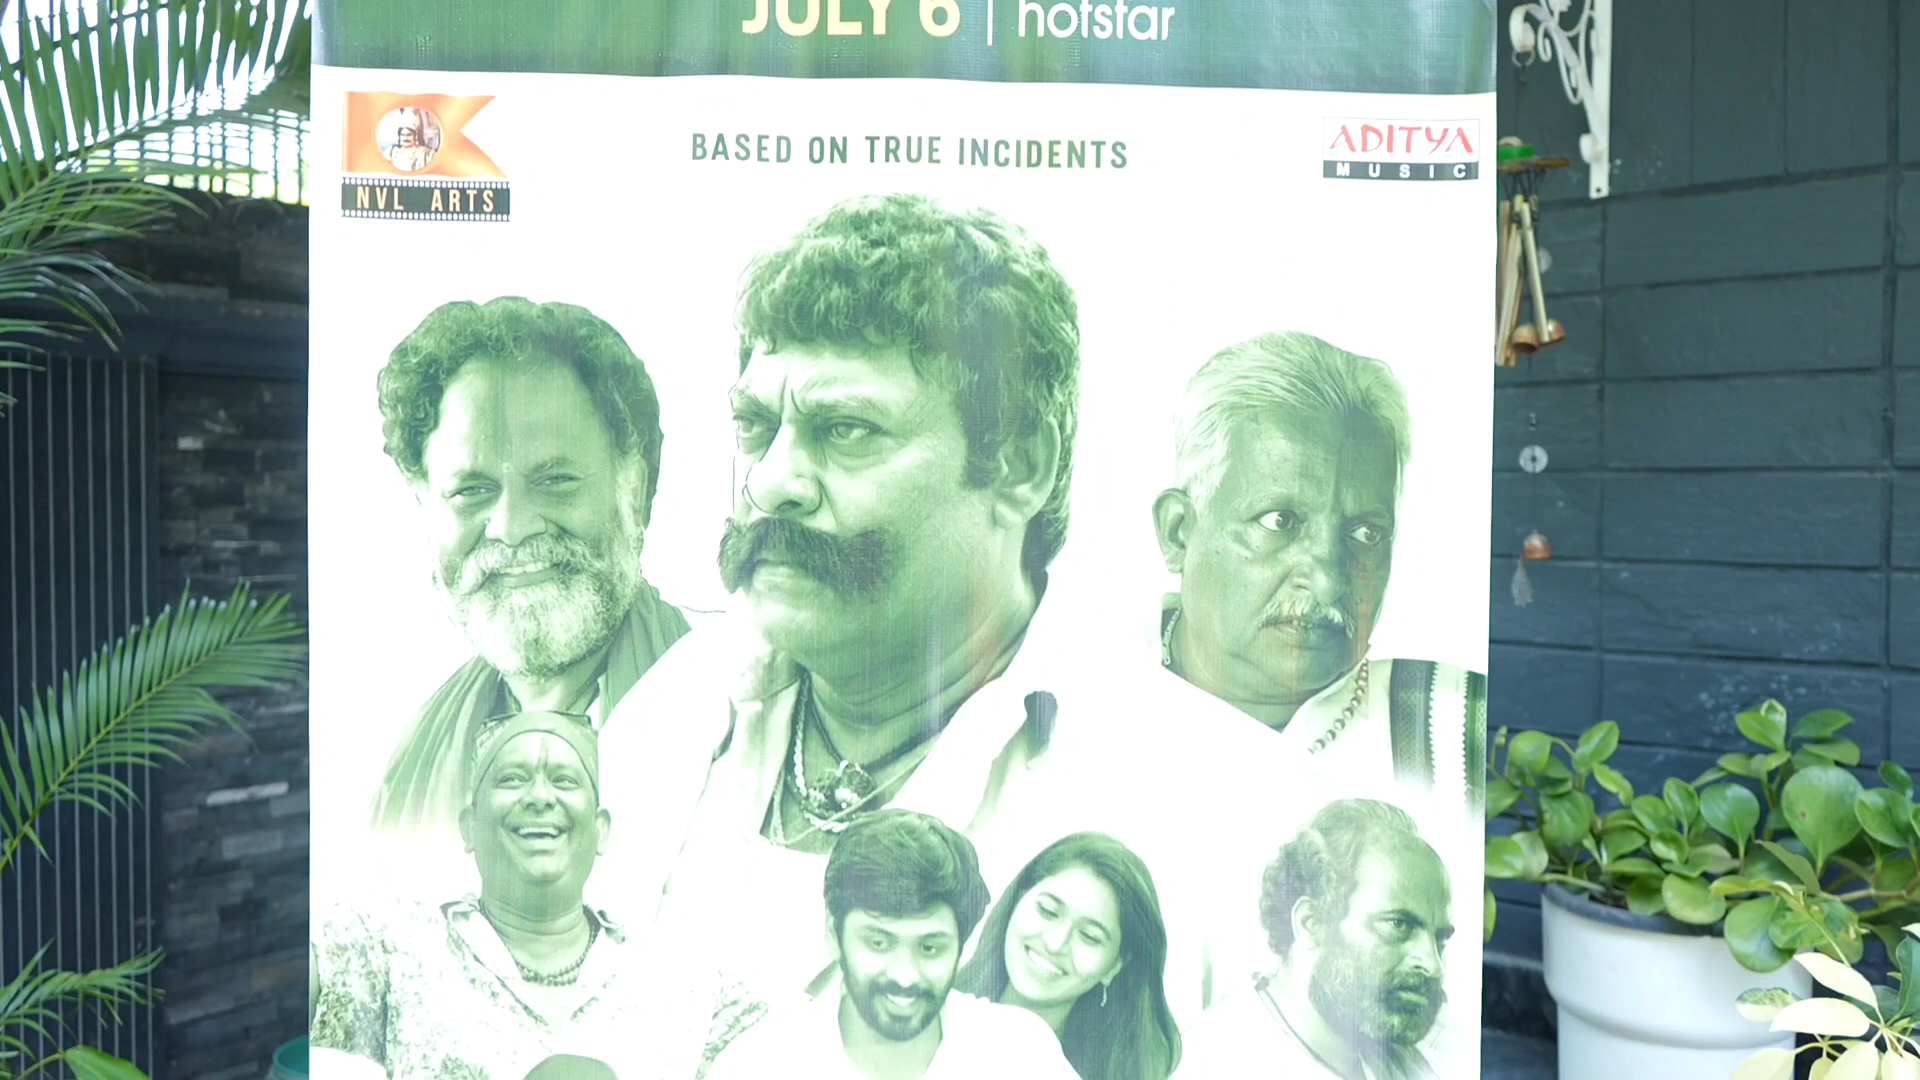 JULY 6 | hotstar
BASED ON TRUE INCIDENTS
NVL ARTS
ADITYA
MUSIC